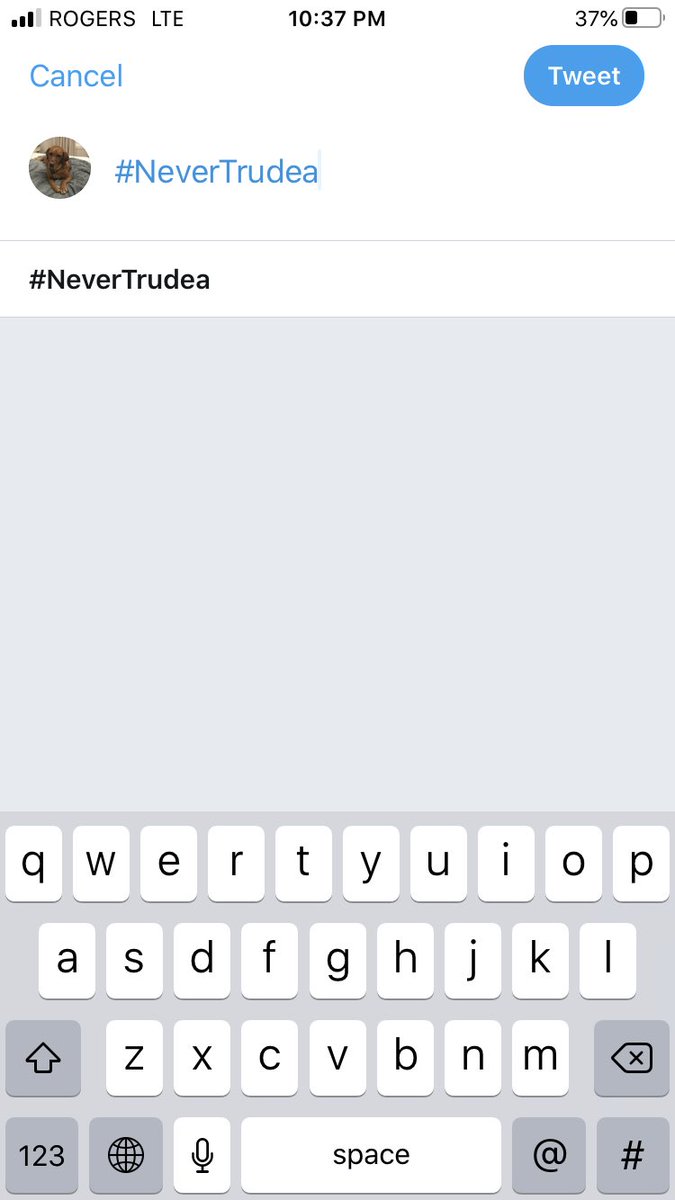 ROGERS LTE 10:37 PM 37%
Cancel Tweet
#NeverTrudea
#NeverTrudea
q w e r t y u i o p
a s d f g h j k l
z x c v b n m
123 space @ #